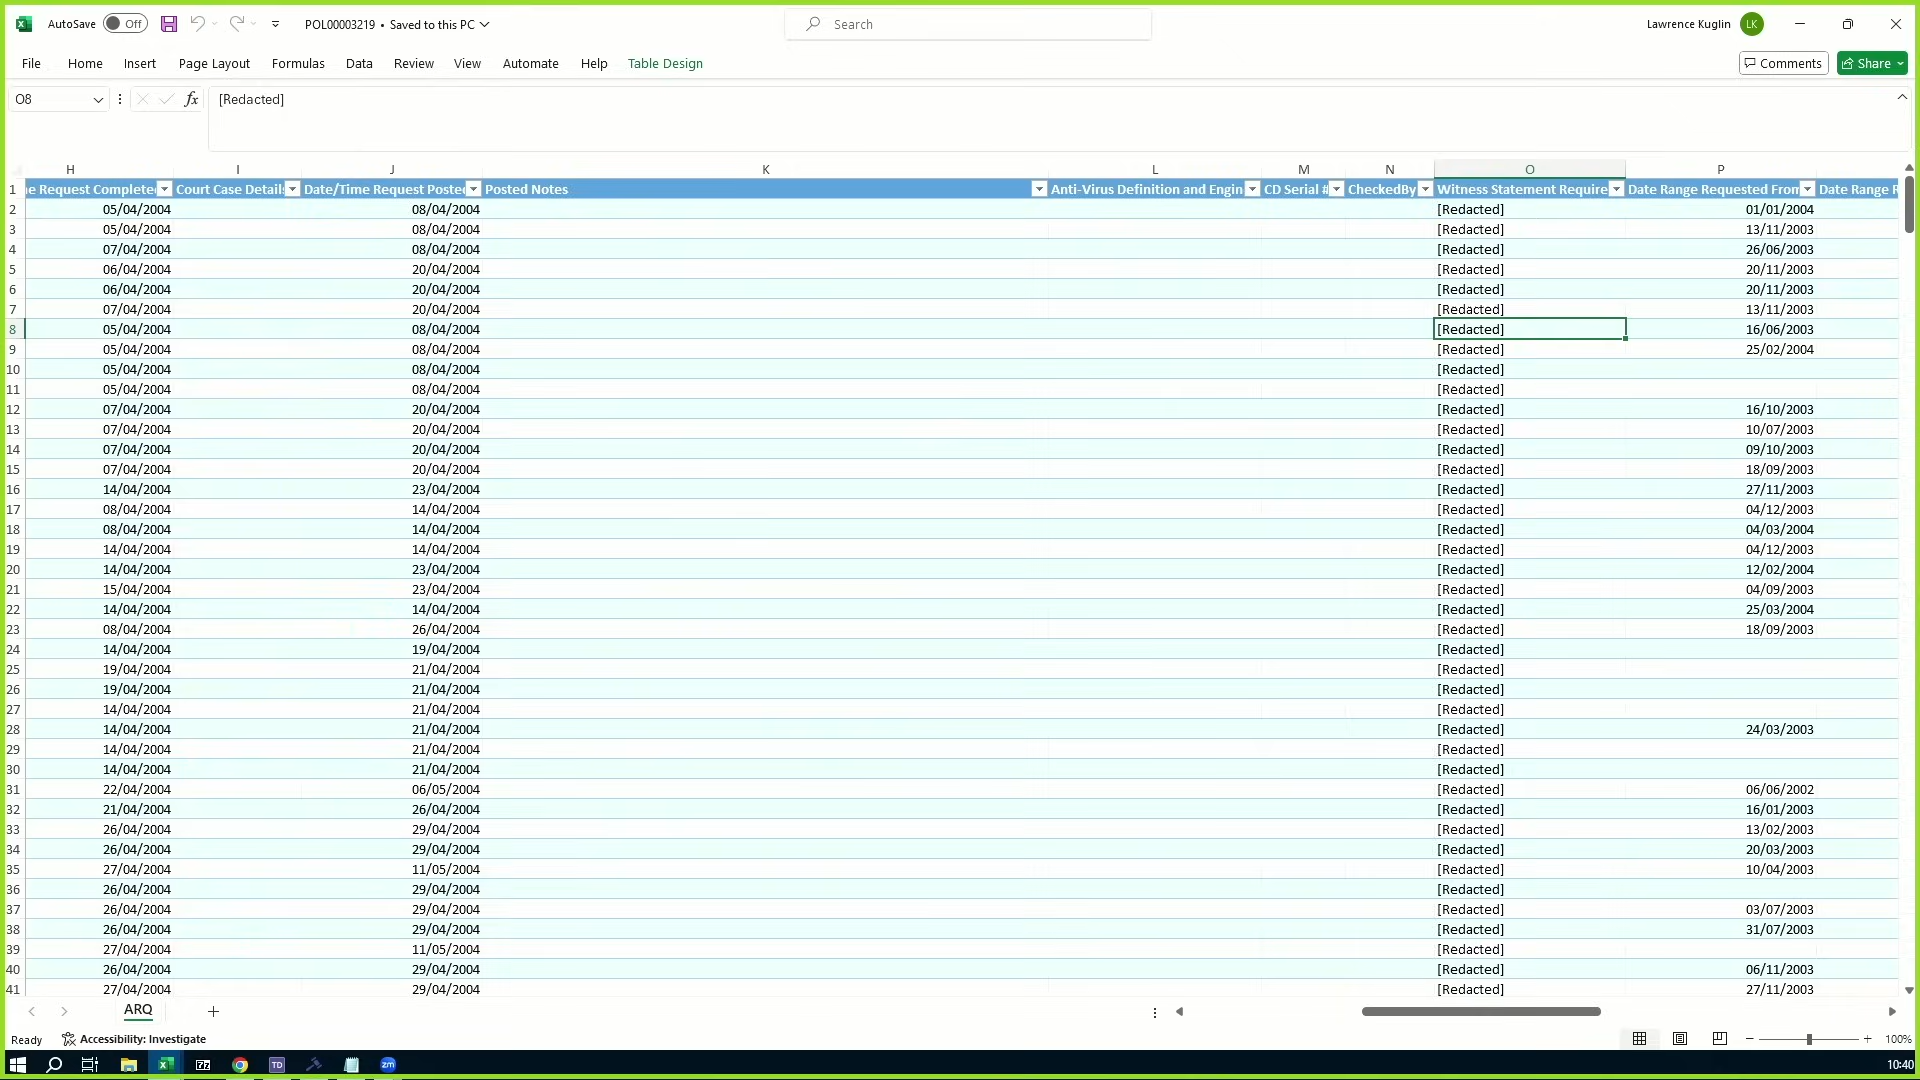 AutoSave Off POL00003219 • Saved to this PC Search Lawrence Kuglin LK
File Home Insert Page Layout Formulas Data Review View Automate Help Table Design Comments Share
O8 fx [Redacted]
H I J K L M N O P
1 e Request Complete Court Case Details Date/Time Request Poste Posted Notes Anti-Virus Definition and Engin CD Serial # CheckedBy Witness Statement Require Date Range Requested From Date Range R
2 05/04/2004 08/04/2004 [Redacted] 01/01/2004
3 05/04/2004 08/04/2004 [Redacted] 13/11/2003
4 07/04/2004 08/04/2004 [Redacted] 26/06/2003
5 06/04/2004 20/04/2004 [Redacted] 20/11/2003
6 06/04/2004 20/04/2004 [Redacted] 20/11/2003
7 07/04/2004 20/04/2004 [Redacted] 13/11/2003
8 05/04/2004 08/04/2004 [Redacted] 16/06/2003
9 05/04/2004 08/04/2004 [Redacted] 25/02/2004
10 05/04/2004 08/04/2004 [Redacted]
11 05/04/2004 08/04/2004 [Redacted]
12 07/04/2004 20/04/2004 [Redacted] 16/10/2003
13 07/04/2004 20/04/2004 [Redacted] 10/07/2003
14 07/04/2004 20/04/2004 [Redacted] 09/10/2003
15 07/04/2004 20/04/2004 [Redacted] 18/09/2003
16 14/04/2004 23/04/2004 [Redacted] 27/11/2003
17 08/04/2004 14/04/2004 [Redacted] 04/12/2003
18 08/04/2004 14/04/2004 [Redacted] 04/03/2004
19 14/04/2004 14/04/2004 [Redacted] 04/12/2003
20 14/04/2004 23/04/2004 [Redacted] 12/02/2004
21 15/04/2004 23/04/2004 [Redacted] 04/09/2003
22 14/04/2004 14/04/2004 [Redacted] 25/03/2004
23 08/04/2004 26/04/2004 [Redacted] 18/09/2003
24 14/04/2004 19/04/2004 [Redacted]
25 19/04/2004 21/04/2004 [Redacted]
26 19/04/2004 21/04/2004 [Redacted]
27 14/04/2004 21/04/2004 [Redacted]
28 14/04/2004 21/04/2004 [Redacted] 24/03/2003
29 14/04/2004 21/04/2004 [Redacted]
30 14/04/2004 21/04/2004 [Redacted]
31 22/04/2004 06/05/2004 [Redacted] 06/06/2002
32 21/04/2004 26/04/2004 [Redacted] 16/01/2003
33 26/04/2004 29/04/2004 [Redacted] 13/02/2003
34 26/04/2004 29/04/2004 [Redacted] 20/03/2003
35 27/04/2004 11/05/2004 [Redacted] 10/04/2003
36 26/04/2004 29/04/2004 [Redacted]
37 26/04/2004 29/04/2004 [Redacted] 03/07/2003
38 26/04/2004 29/04/2004 [Redacted] 31/07/2003
39 27/04/2004 11/05/2004 [Redacted]
40 26/04/2004 29/04/2004 [Redacted] 06/11/2003
41 27/04/2004 29/04/2004 [Redacted] 27/11/2003
ARQ
Ready Accessibility: Investigate 100%
7z TD zm 10:40